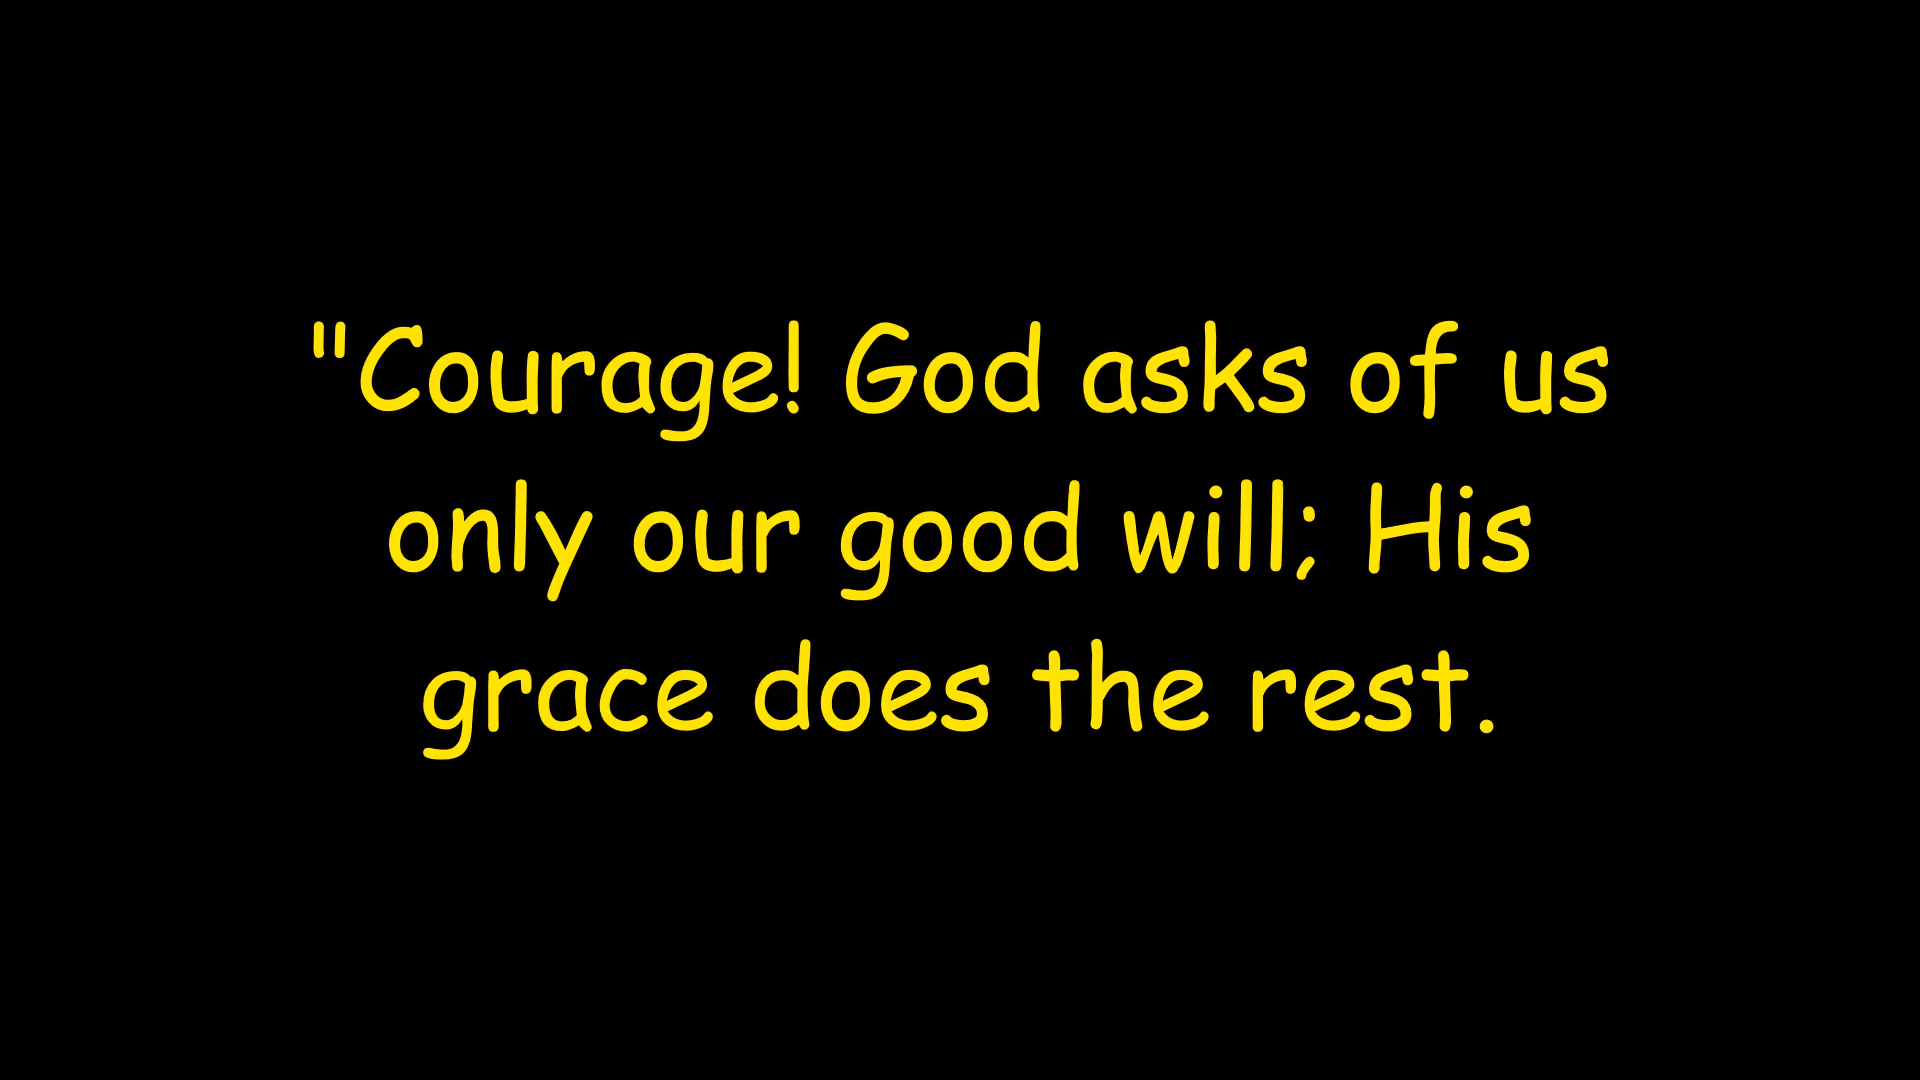 "Courage! God asks of us
only our good will; His
grace does the rest.